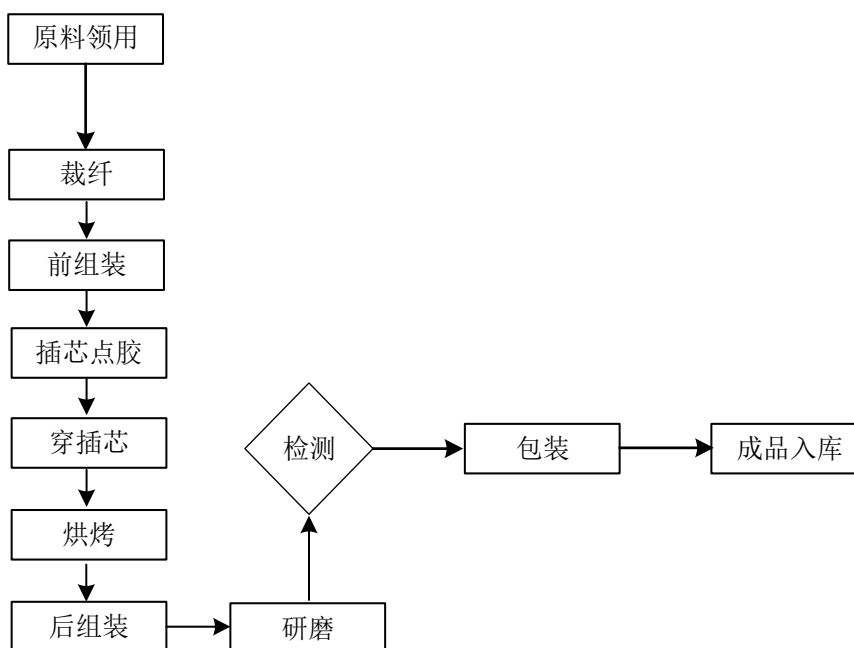 原料领用
裁纤
前组装
插芯点胶
穿插芯
烘烤
后组装
研磨
检测
包装
成品入库